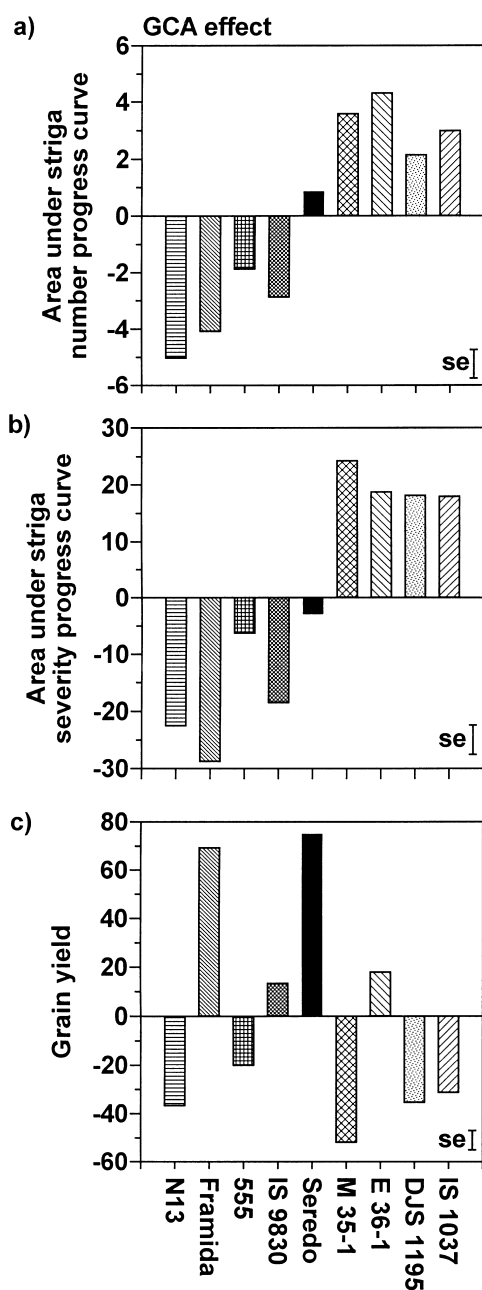 a) GCA effect
Area under striga
number progress curve
6
4
2
0
-2
-4
-6
se
b)
Area under striga
severity progress curve
30
20
10
0
-10
-20
-30
se
c)
Grain yield
80
60
40
20
0
-20
-40
-60
se
N13
Framida
555
IS 9830
Seredo
M 35-1
E 36-1
DJS 1195
IS 1037